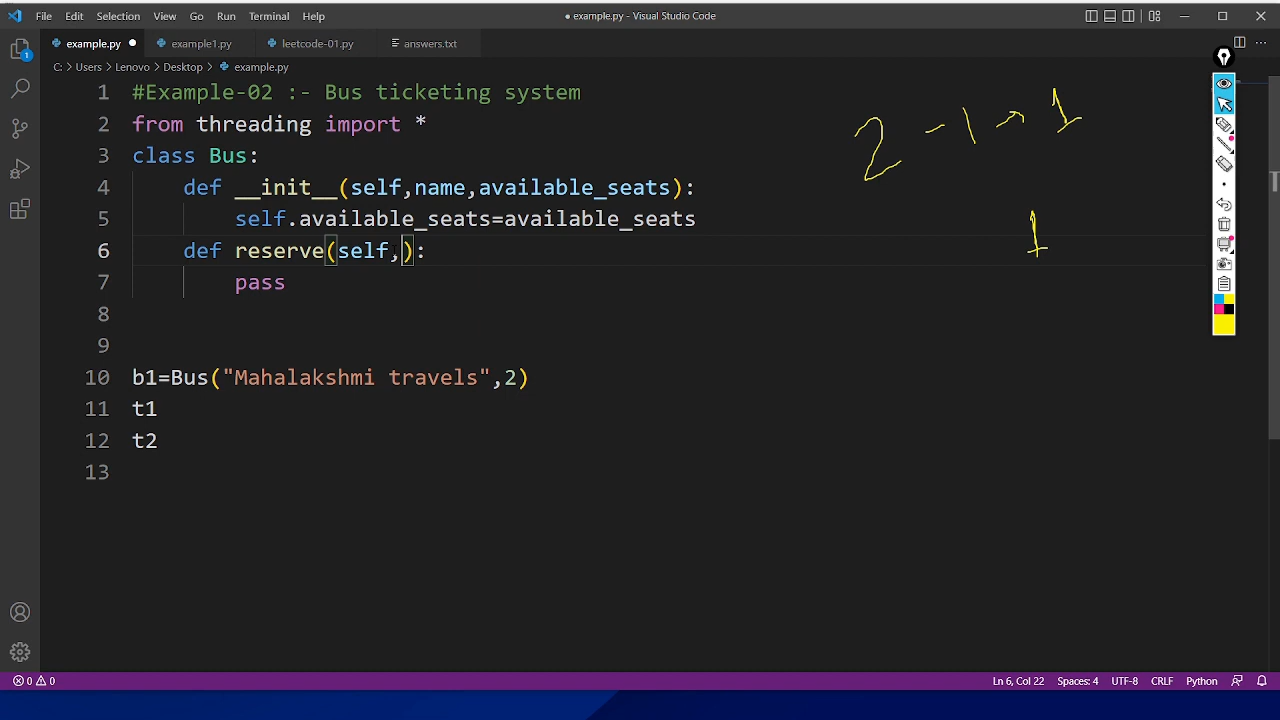 File Edit Selection View Go Run Terminal Help
● example.py - Visual Studio Code
example.py ● example1.py leetcode-01.py answers.txt
C: > Users > Lenovo > Desktop > example.py
1 #Example-02 :- Bus ticketing system
2 from threading import *
3 class Bus:
4 def __init__(self,name,available_seats):
5 self.available_seats=available_seats
6 def reserve(self,):
7 pass
8
9
10 b1=Bus("Mahalakshmi travels",2)
11 t1
12 t2
13
2 - 1 → 1
1
1
0 0 Ln 6, Col 22 Spaces: 4 UTF-8 CRLF Python